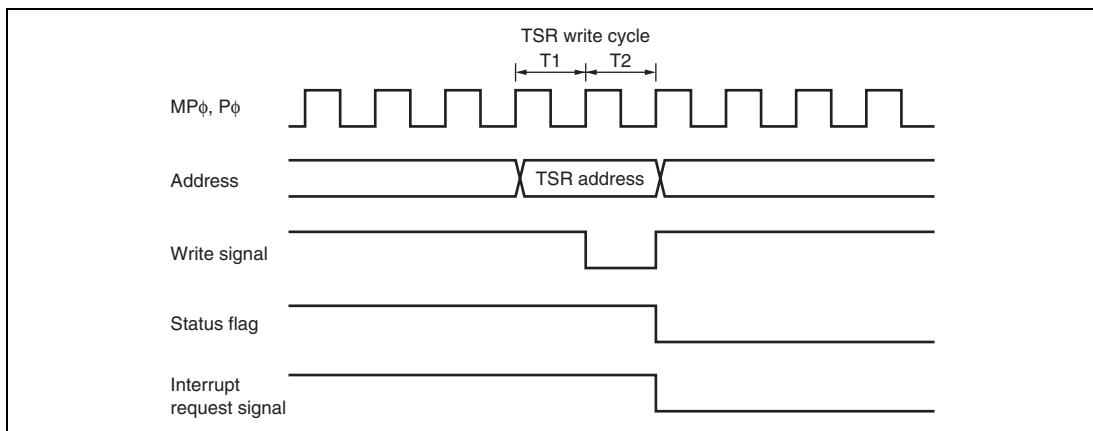 TSR write cycle
T1 T2
MPφ, Pφ
Address
TSR address
Write signal
Status flag
Interrupt
request signal